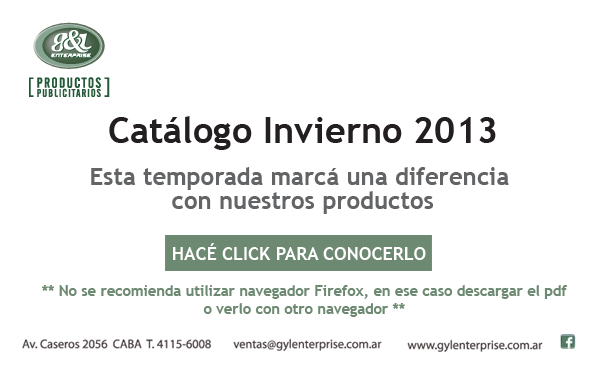 g&l
ENTERPRISE
[PRODUCTOS
PUBLICITARIOS]
Catálogo Invierno 2013
Esta temporada marcá una diferencia
con nuestros productos
HACÉ CLICK PARA CONOCERLO
** No se recomienda utilizar navegador Firefox, en ese caso descargar el pdf
o verlo con otro navegador **
Av. Caseros 2056 CABA T. 4115-6008 ventas@gylenterprise.com.ar www.gylenterprise.com.ar f